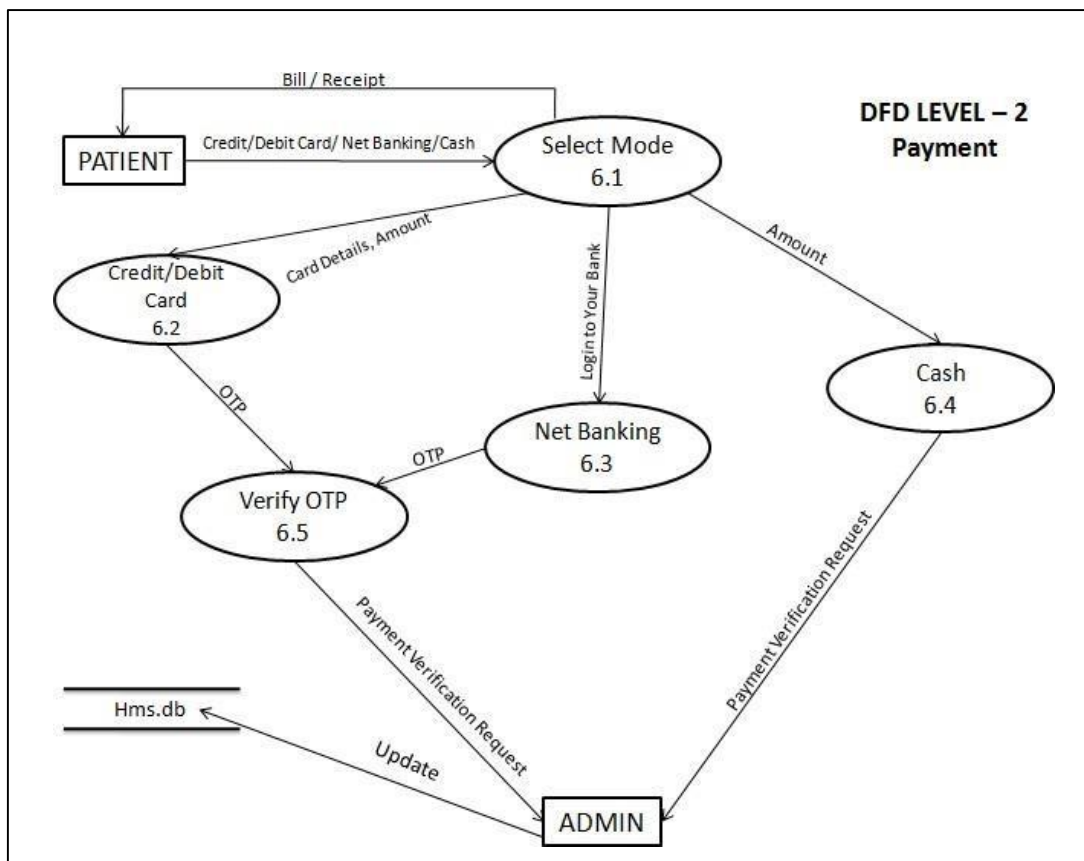 Bill / Receipt
DFD LEVEL – 2
Payment
PATIENT
Credit/Debit Card/ Net Banking/Cash
Select Mode
6.1
Card Details, Amount
Login to Your Bank
Amount
Credit/Debit
Card
6.2
Cash
6.4
OTP
Net Banking
6.3
OTP
Verify OTP
6.5
Payment Verification Request
Payment Verification Request
Hms.db
Update
ADMIN